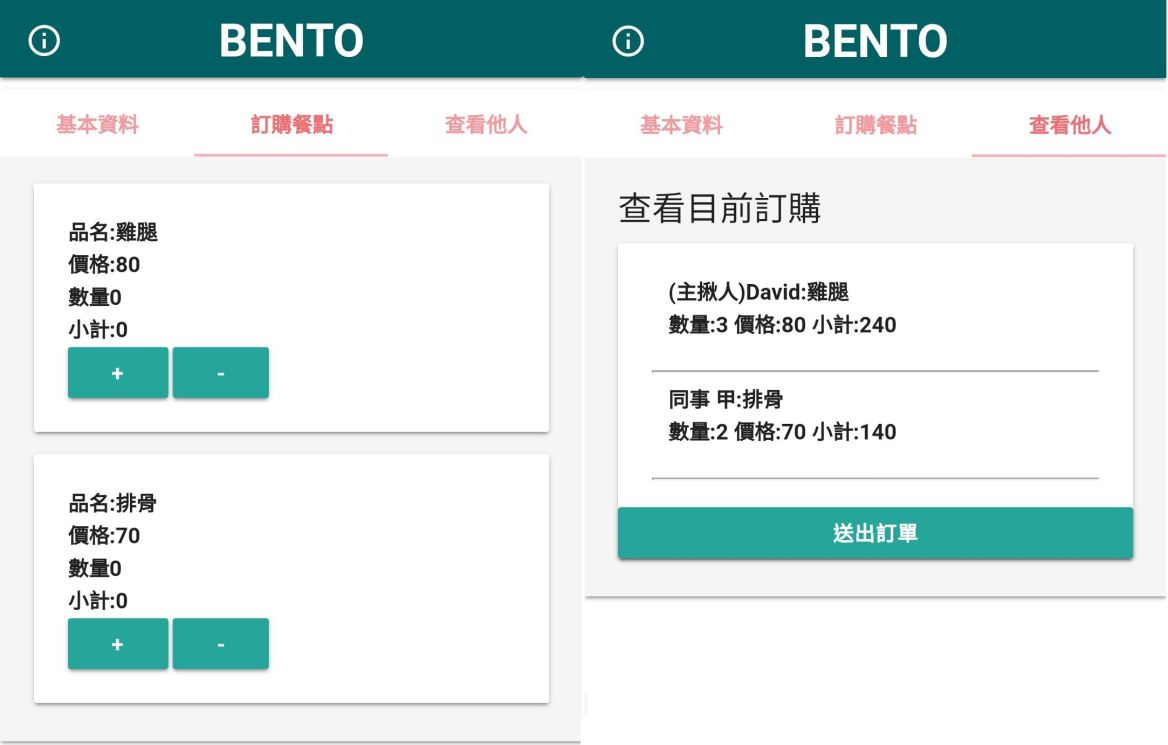 BENTO
基本資料 訂購餐點 查看他人
品名:雞腿
價格:80
數量0
小計:0
+ -
品名:排骨
價格:70
數量0
小計:0
+ -
BENTO
基本資料 訂購餐點 查看他人
查看目前訂購
(主揪人)David:雞腿
數量:3 價格:80 小計:240
同事 甲:排骨
數量:2 價格:70 小計:140
送出訂單